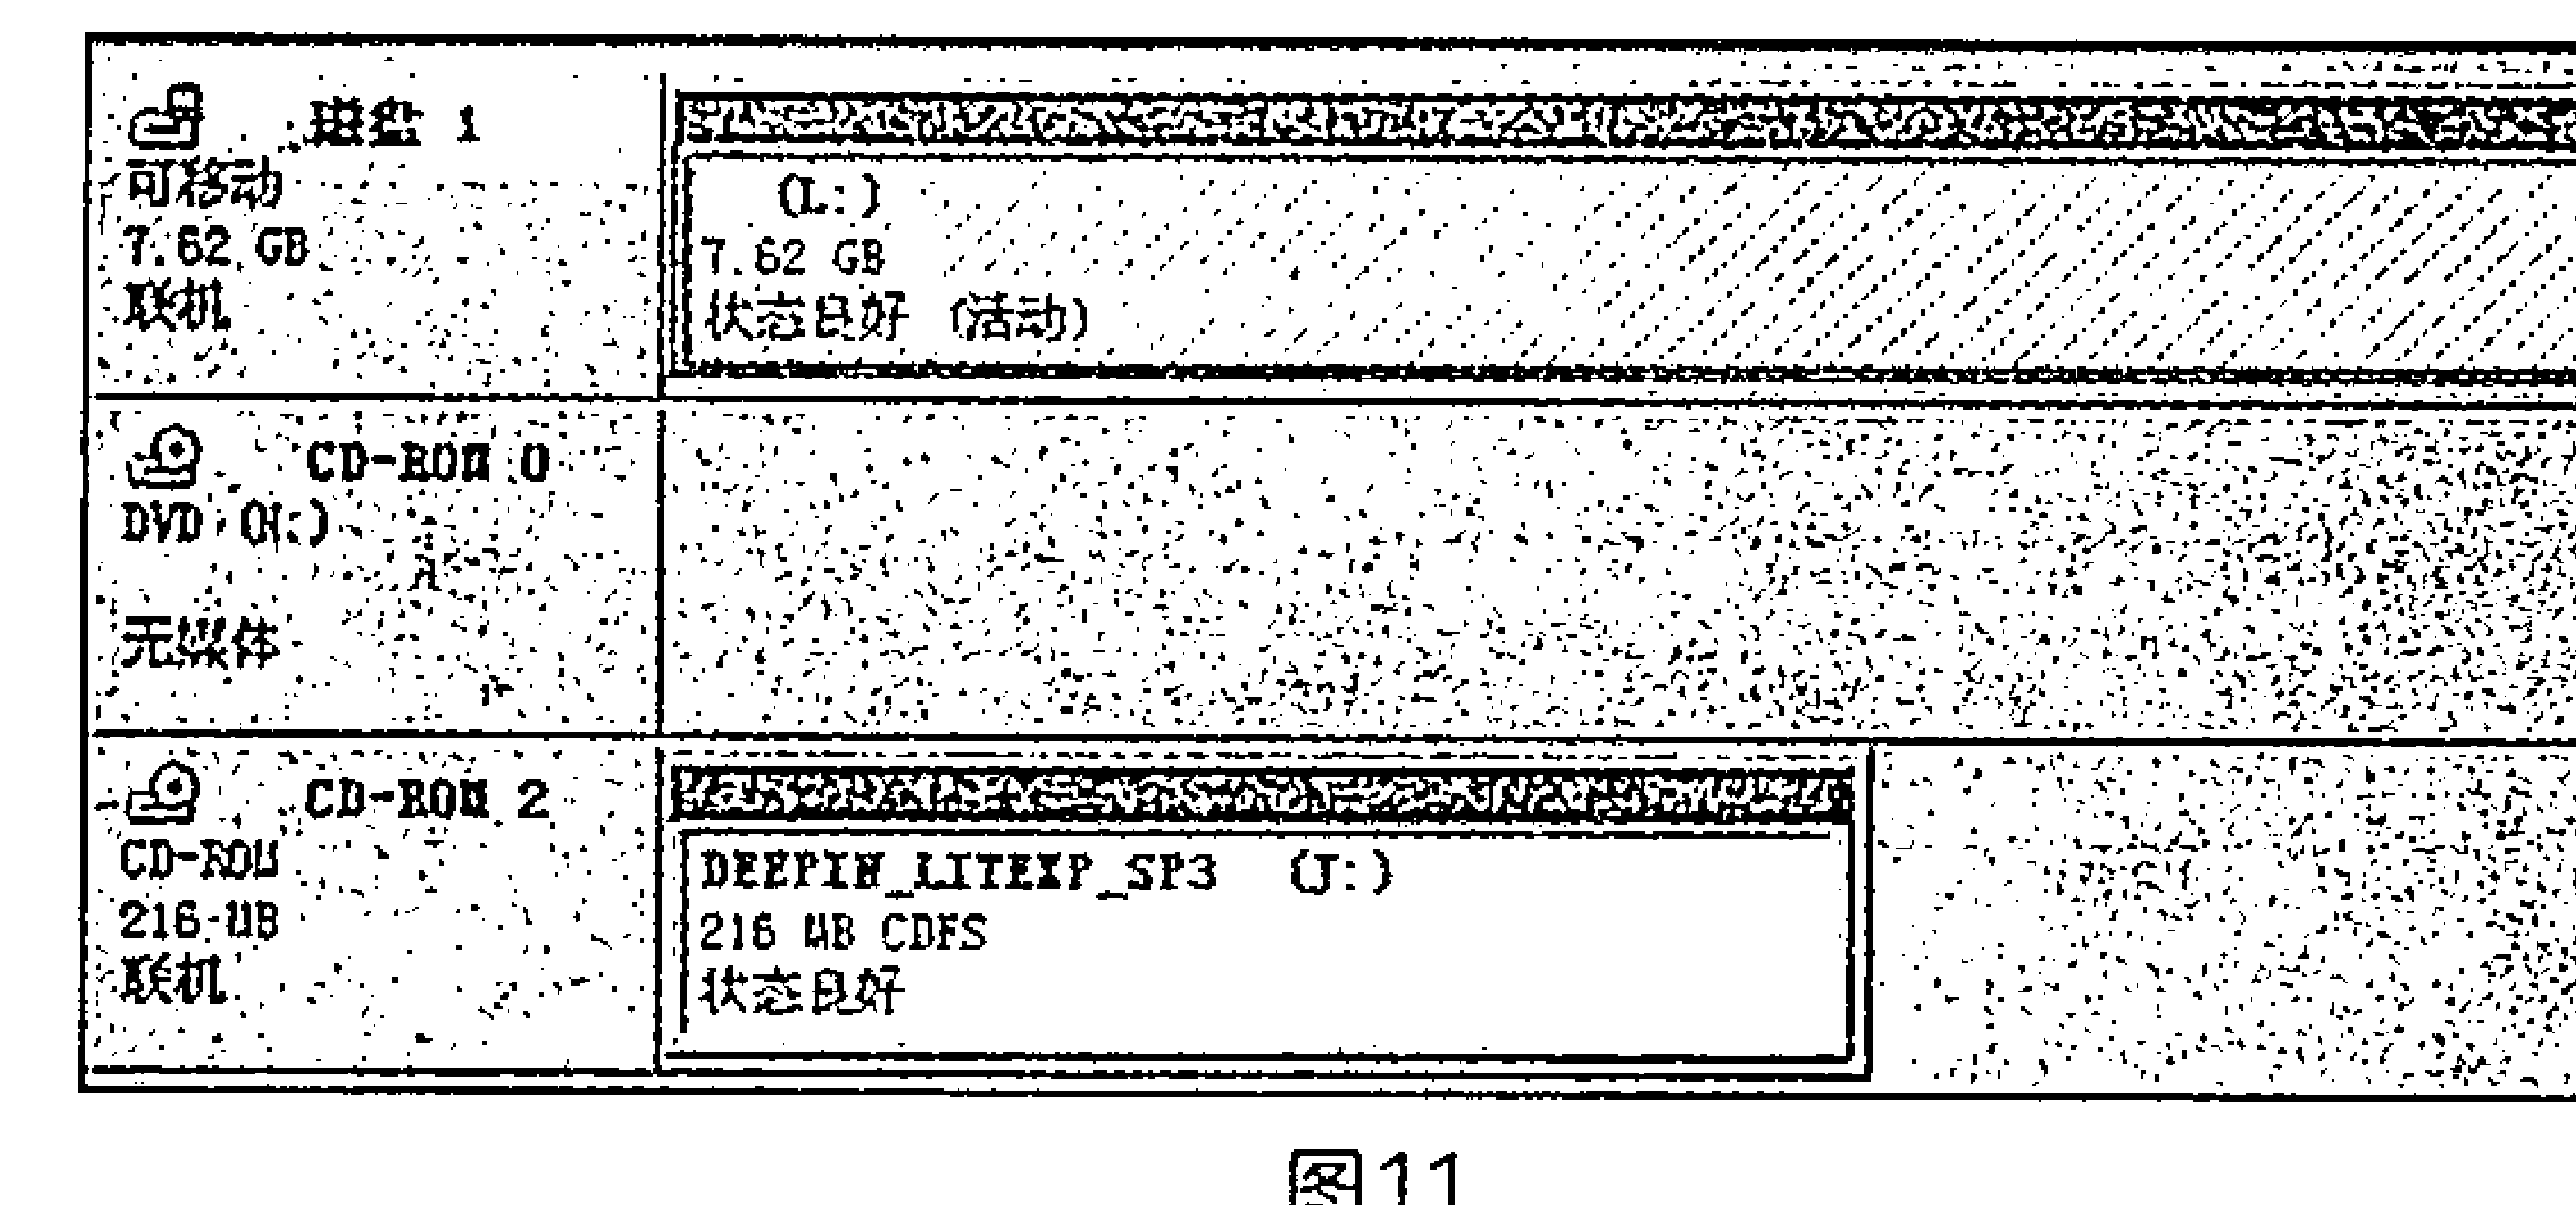 磁盘 1
可移动
7.62 GB
联机
(L:)
7.62 GB
状态良好 (活动)
CD-ROM 0
DVD
无媒体
CD-ROM 2
CD-ROM
216 MB
联机
DEEPIN_LITEXP_SP3 (J:)
216 MB CDFS
状态良好
图11